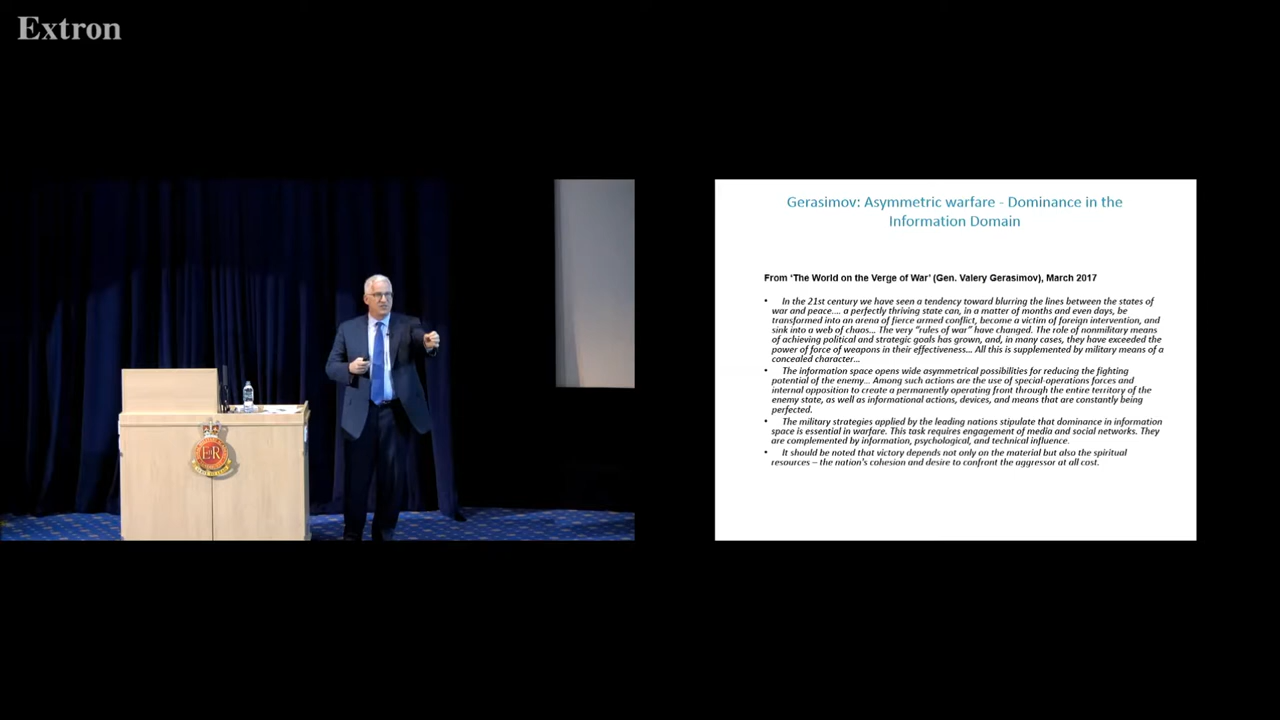 Extron
Gerasimov: Asymmetric warfare - Dominance in the
Information Domain
From ‘The World on the Verge of War’ (Gen. Valery Gerasimov), March 2017
• In the 21st century we have seen a tendency toward blurring the lines between the states of
war and peace.... a perfectly thriving state can, in a matter of months and even days, be
transformed into an arena of fierce armed conflict, become a victim of foreign intervention, and
sink into a web of chaos... The very “rules of war” have changed. The role of nonmilitary means
of achieving political and strategic goals has grown, and, in many cases, they have exceeded the
power of force of weapons in their effectiveness... All this is supplemented by military means of a
concealed character...
• The information space opens wide asymmetrical possibilities for reducing the fighting
potential of the enemy... Among such actions are the use of special-operations forces and
internal opposition to create a permanently operating front through the entire territory of the
enemy state, as well as informational actions, devices, and means that are constantly being
perfected.
• The military strategies applied by the leading nations stipulate that dominance in information
space is essential in warfare. This task requires engagement of media and social networks. They
are complemented by information, psychological, and technical influence.
• It should be noted that victory depends not only on the material but also the spiritual
resources – the nation's cohesion and desire to confront the aggressor at all cost.
E R